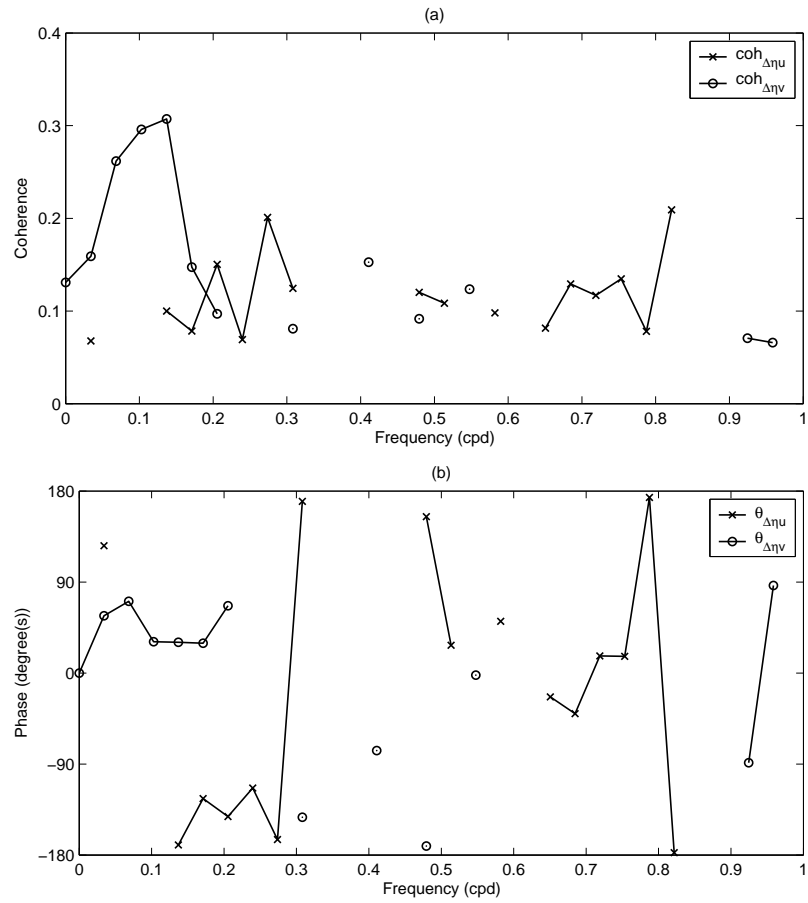 (a)
0.4
0.3
0.2
0.1
0
Coherence
coh_Δηu
coh_Δηv
0 0.1 0.2 0.3 0.4 0.5 0.6 0.7 0.8 0.9 1
Frequency (cpd)
(b)
180
90
0
−90
−180
Phase (degree(s))
θ_Δηu
θ_Δηv
0 0.1 0.2 0.3 0.4 0.5 0.6 0.7 0.8 0.9 1
Frequency (cpd)